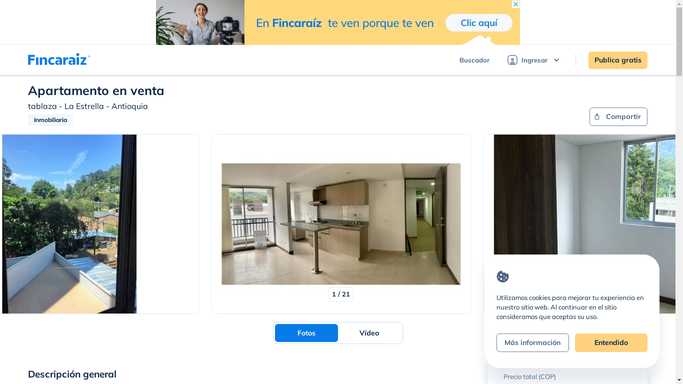 En Fincaraíz te ven porque te ven
Clic aquí
Fincaraiz
Buscador
Ingresar
Publica gratis
Apartamento en venta
tablaza - La Estrella - Antioquia
Inmobiliaria
Compartir
1 / 21
Fotos
Video
Utilizamos cookies para mejorar tu experiencia en
nuestro sitio web. Al continuar en el sitio
consideramos que aceptas su uso.
Más información
Entendido
Descripción general
Precio total (COP)